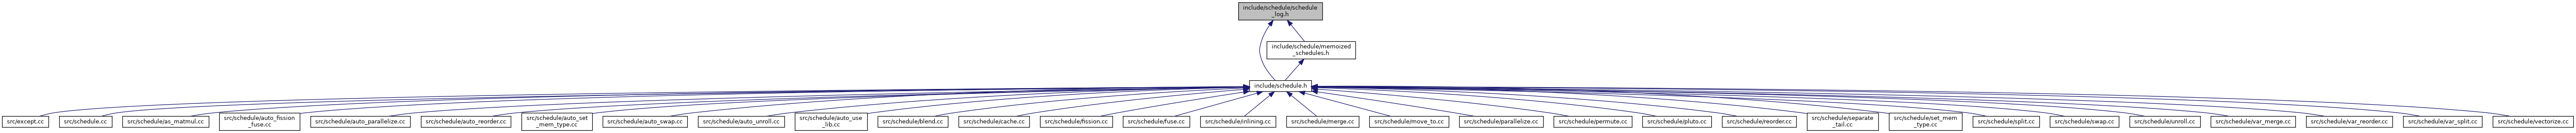 include/schedule/schedule
_log.h
include/schedule/memoized
_schedules.h
include/schedule.h
src/except.cc
src/schedule.cc
src/schedule/as_matmul.cc
src/schedule/auto_fission
_fuse.cc
src/schedule/auto_parallelize.cc
src/schedule/auto_reorder.cc
src/schedule/auto_set
_mem_type.cc
src/schedule/auto_swap.cc
src/schedule/auto_unroll.cc
src/schedule/auto_use
_lib.cc
src/schedule/blend.cc
src/schedule/cache.cc
src/schedule/fission.cc
src/schedule/fuse.cc
src/schedule/inlining.cc
src/schedule/merge.cc
src/schedule/move_to.cc
src/schedule/parallelize.cc
src/schedule/permute.cc
src/schedule/pluto.cc
src/schedule/reorder.cc
src/schedule/separate
_tail.cc
src/schedule/set_mem
_type.cc
src/schedule/split.cc
src/schedule/swap.cc
src/schedule/unroll.cc
src/schedule/var_merge.cc
src/schedule/var_reorder.cc
src/schedule/var_split.cc
src/schedule/vectorize.cc